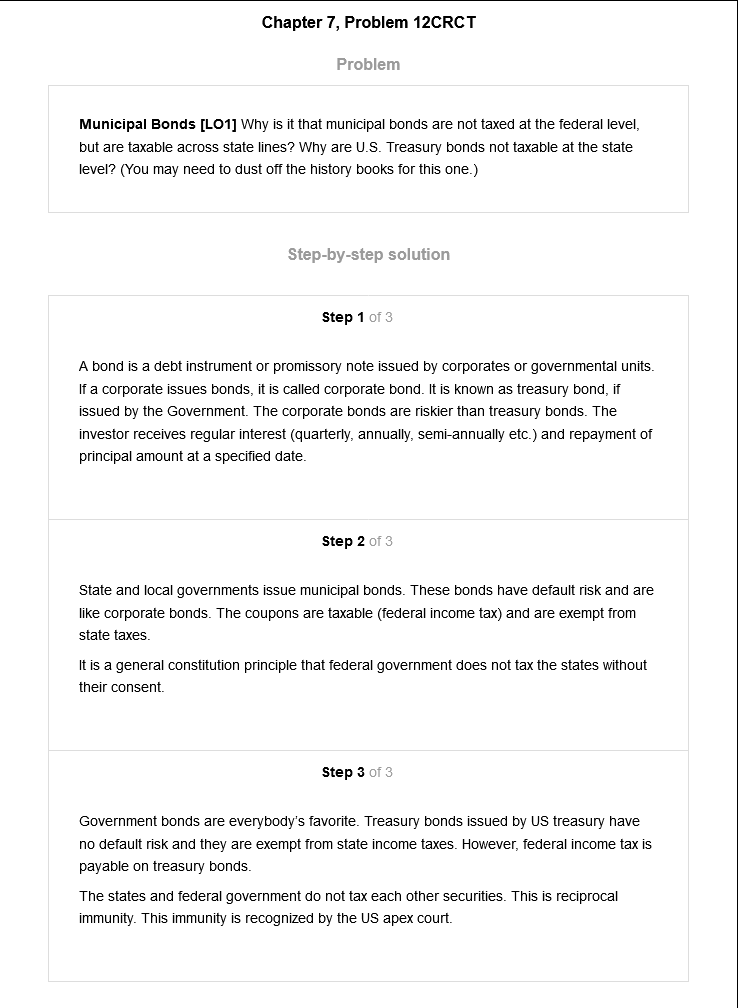 Chapter 7, Problem 12CRCT
Problem
Municipal Bonds [LO1] Why is it that municipal bonds are not taxed at the federal level,
but are taxable across state lines? Why are U.S. Treasury bonds not taxable at the state
level? (You may need to dust off the history books for this one.)
Step-by-step solution
Step 1 of 3
A bond is a debt instrument or promissory note issued by corporates or governmental units.
If a corporate issues bonds, it is called corporate bond. It is known as treasury bond, if
issued by the Government. The corporate bonds are riskier than treasury bonds. The
investor receives regular interest (quarterly, annually, semi-annually etc.) and repayment of
principal amount at a specified date.
Step 2 of 3
State and local governments issue municipal bonds. These bonds have default risk and are
like corporate bonds. The coupons are taxable (federal income tax) and are exempt from
state taxes.
It is a general constitution principle that federal government does not tax the states without
their consent.
Step 3 of 3
Government bonds are everybody's favorite. Treasury bonds issued by US treasury have
no default risk and they are exempt from state income taxes. However, federal income tax is
payable on treasury bonds.
The states and federal government do not tax each other securities. This is reciprocal
immunity. This immunity is recognized by the US apex court.